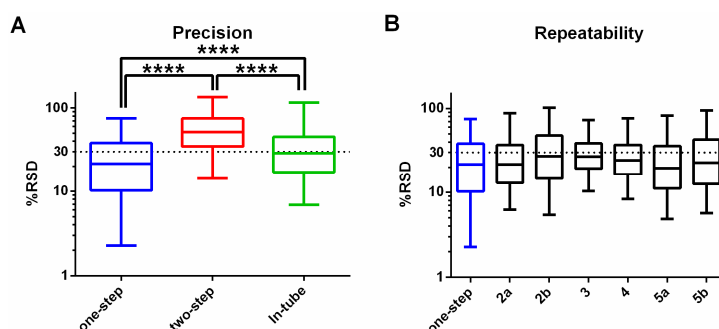 A
Precision
****
**** ****
%RSD
100
30
10
1
one-step
two-step
In-tube
B
Repeatability
%RSD
100
30
10
1
one-step
2a
2b
3
4
5a
5b